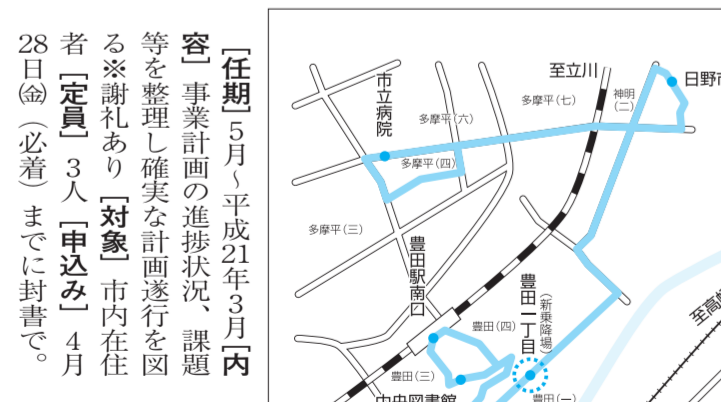 ［任期］5月～平成21年3月［内
容］事業計画の進捗状況、課題
等を整理し確実な計画遂行を図
る※謝礼あり［対象］市内在住
者［定員］3人［申込み］4月
28日㈮（必着）までに封書で。
至立川
市立病院
多摩平（六）
多摩平（七）
神明
（二）
日野市
多摩平（四）
多摩平（三）
豊田駅南口
豊田一丁目
（新乗降場）
豊田（四）
至高幡
豊田（三）
中央図書館
豊田（一）